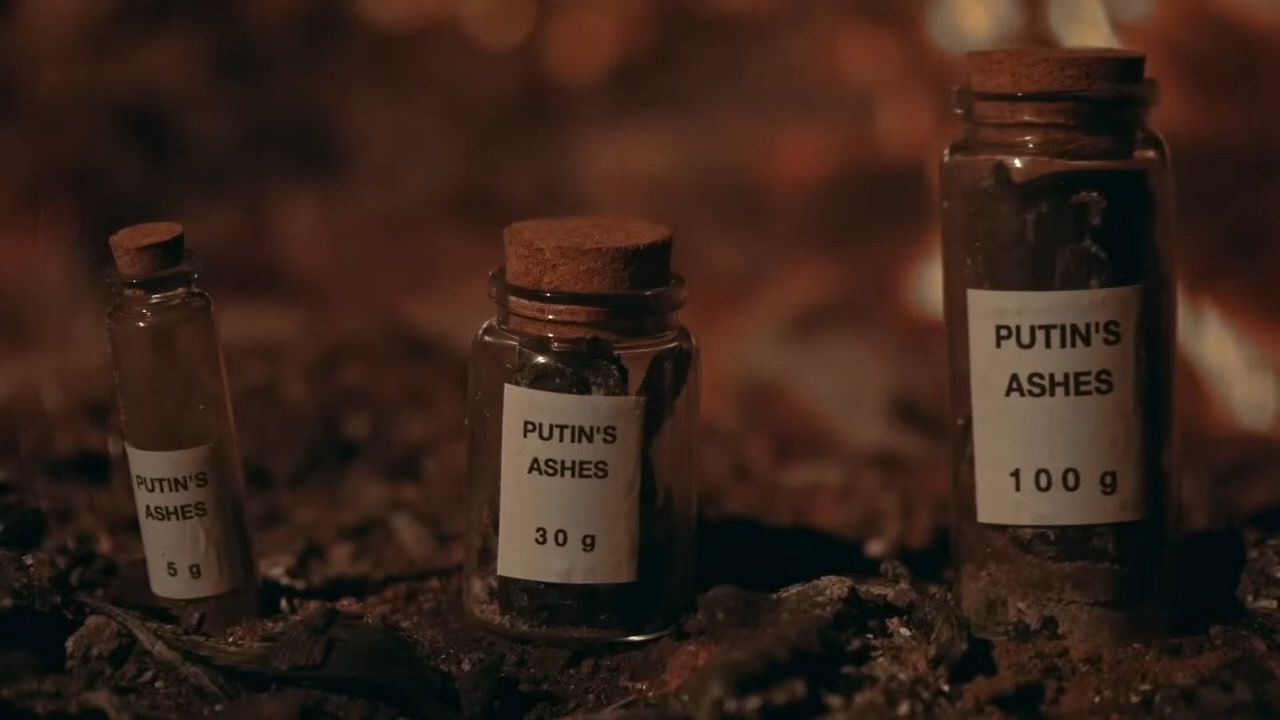 PUTIN'S
ASHES
5 g
PUTIN'S
ASHES
30 g
PUTIN'S
ASHES
100 g